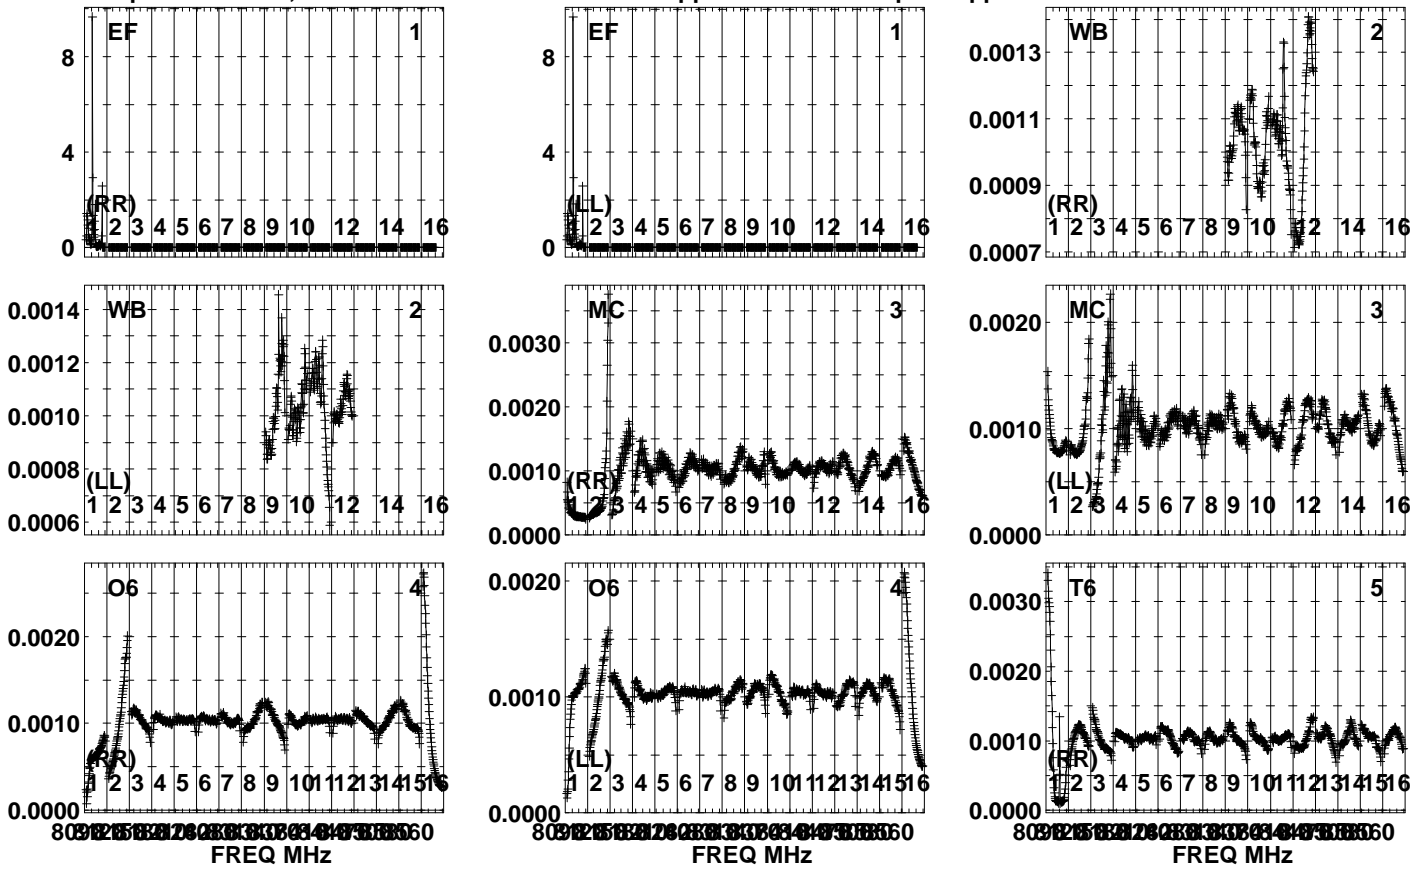 EF 1
8
4
0
(RR)
2 3 4 5 6 7 8 9 10 12 14 16
EF 1
8
4
0
(LL)
2 3 4 5 6 7 8 9 10 12 14 16
WB 2
0.0013
0.0011
0.0009
0.0007
(RR)
1 2 3 4 5 6 7 8 9 10 12 14 16
WB 2
0.0014
0.0012
0.0010
0.0008
0.0006
(LL)
1 2 3 4 5 6 7 8 9 10 12 14 16
MC 3
0.0030
0.0020
0.0010
0.0000
(RR)
1 2 3 4 5 6 7 8 9 10 12 14 16
MC 3
0.0020
0.0010
0.0000
(LL)
1 2 3 4 5 6 7 8 9 10 12 14 16
O6 4
0.0020
0.0010
0.0000
(RR)
1 2 3 4 5 6 7 8 9 10 11 12 13 14 15 16
FREQ MHz
O6 4
0.0020
0.0010
0.0000
(LL)
1 2 3 4 5 6 7 8 9 10 11 12 13 14 15 16
FREQ MHz
T6 5
0.0030
0.0020
0.0010
0.0000
(RR)
1 2 3 4 5 6 7 8 9 10 11 12 13 14 15 16
FREQ MHz